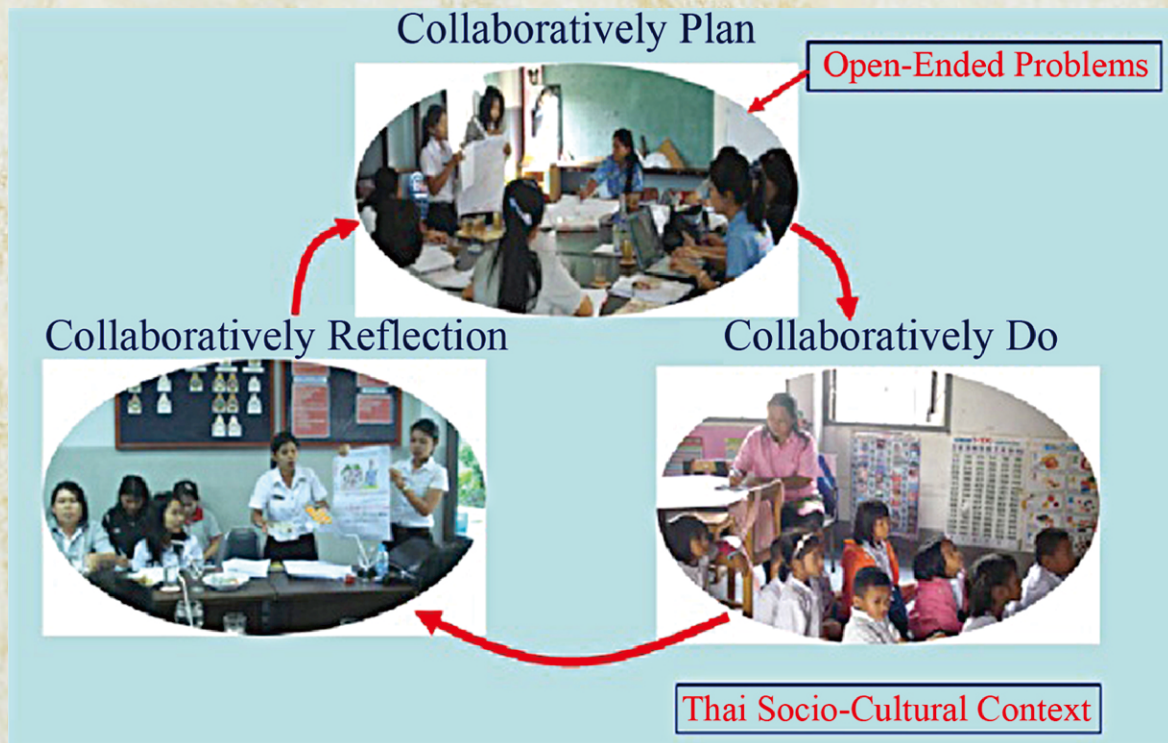 Collaboratively Plan
Open-Ended Problems
Collaboratively Reflection
Collaboratively Do
Thai Socio-Cultural Context